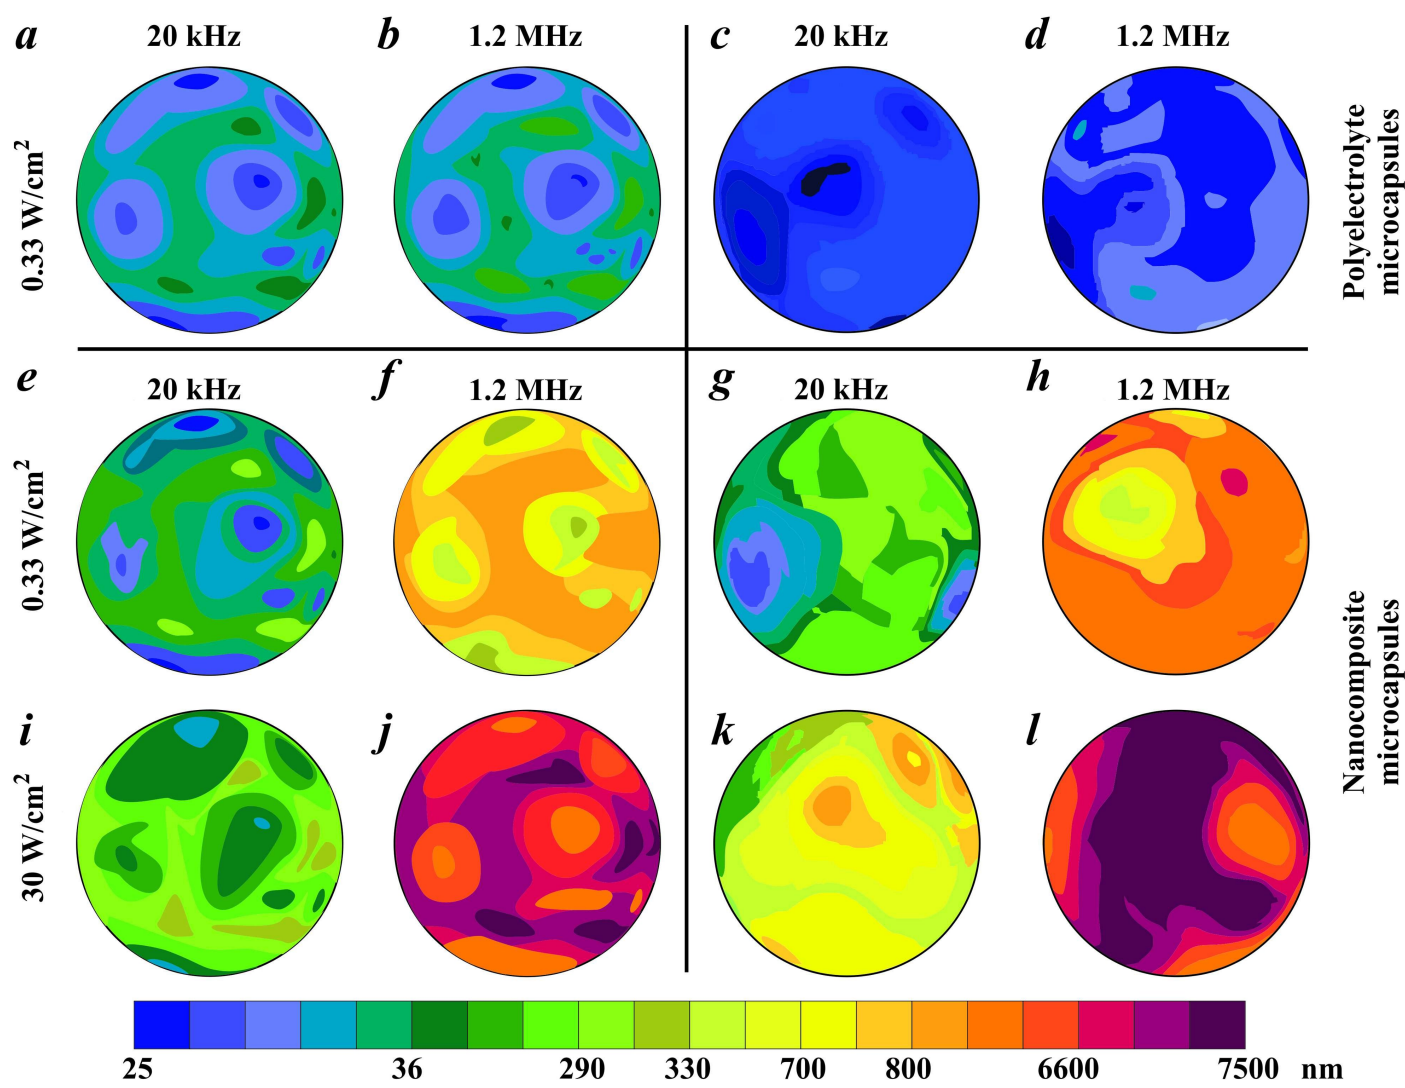 a 20 kHz b 1.2 MHz c 20 kHz d 1.2 MHz
0.33 W/cm²
Polyelectrolyte
microcapsules
e 20 kHz f 1.2 MHz g 20 kHz h 1.2 MHz
0.33 W/cm²
Nanocomposite
microcapsules
i j k l
30 W/cm²
25 36 290 330 700 800 6600 7500 nm